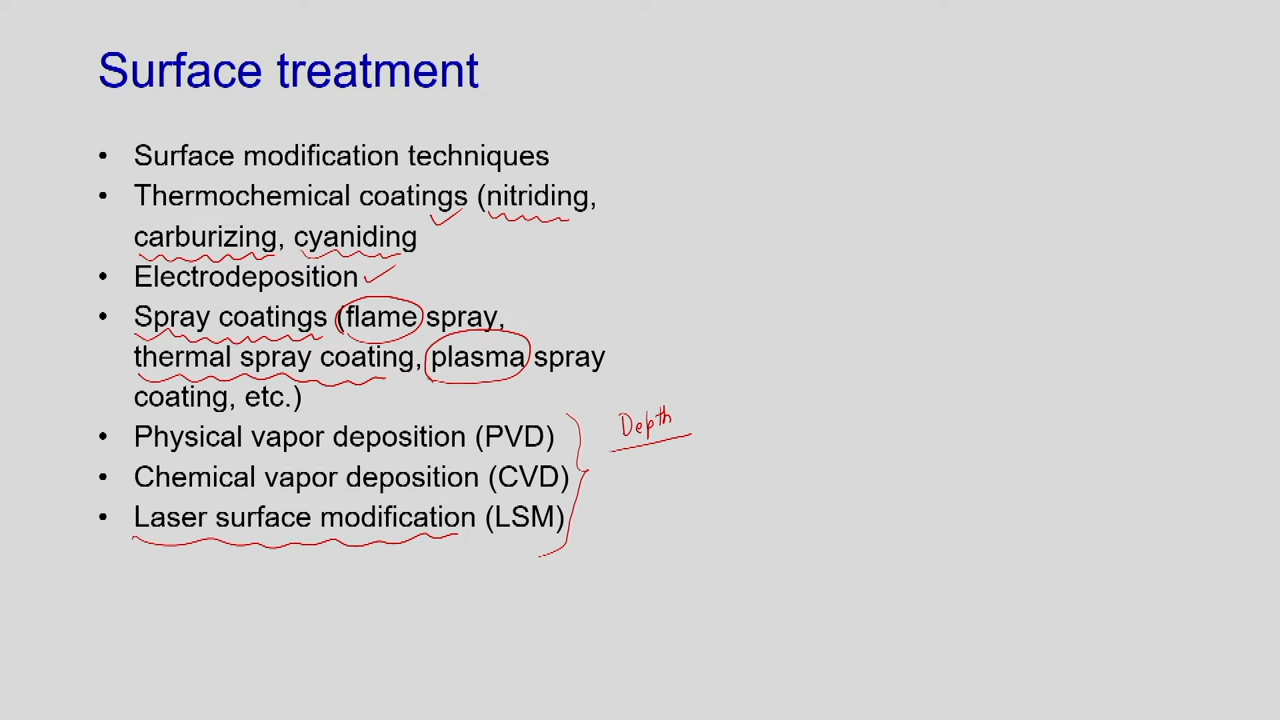 Surface treatment
• Surface modification techniques
• Thermochemical coatings (nitriding,
carburizing, cyaniding
• Electrodeposition
• Spray coatings (flame spray,
thermal spray coating, plasma spray
coating, etc.)
• Physical vapor deposition (PVD)
Depth
• Chemical vapor deposition (CVD)
• Laser surface modification (LSM)